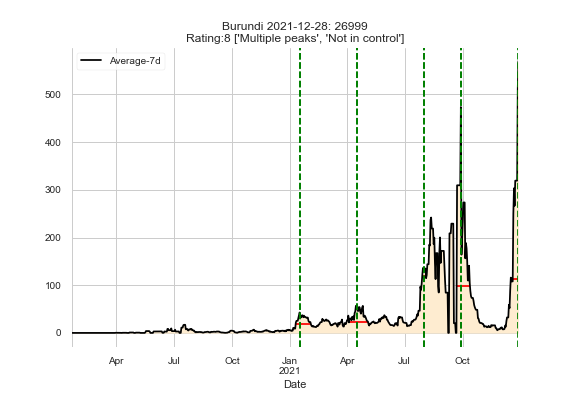 Burundi 2021-12-28: 26999
Rating:8 ['Multiple peaks', 'Not in control']
Average-7d
500
400
300
200
100
0
Apr Jul Oct Jan Apr Jul Oct
2021
Date